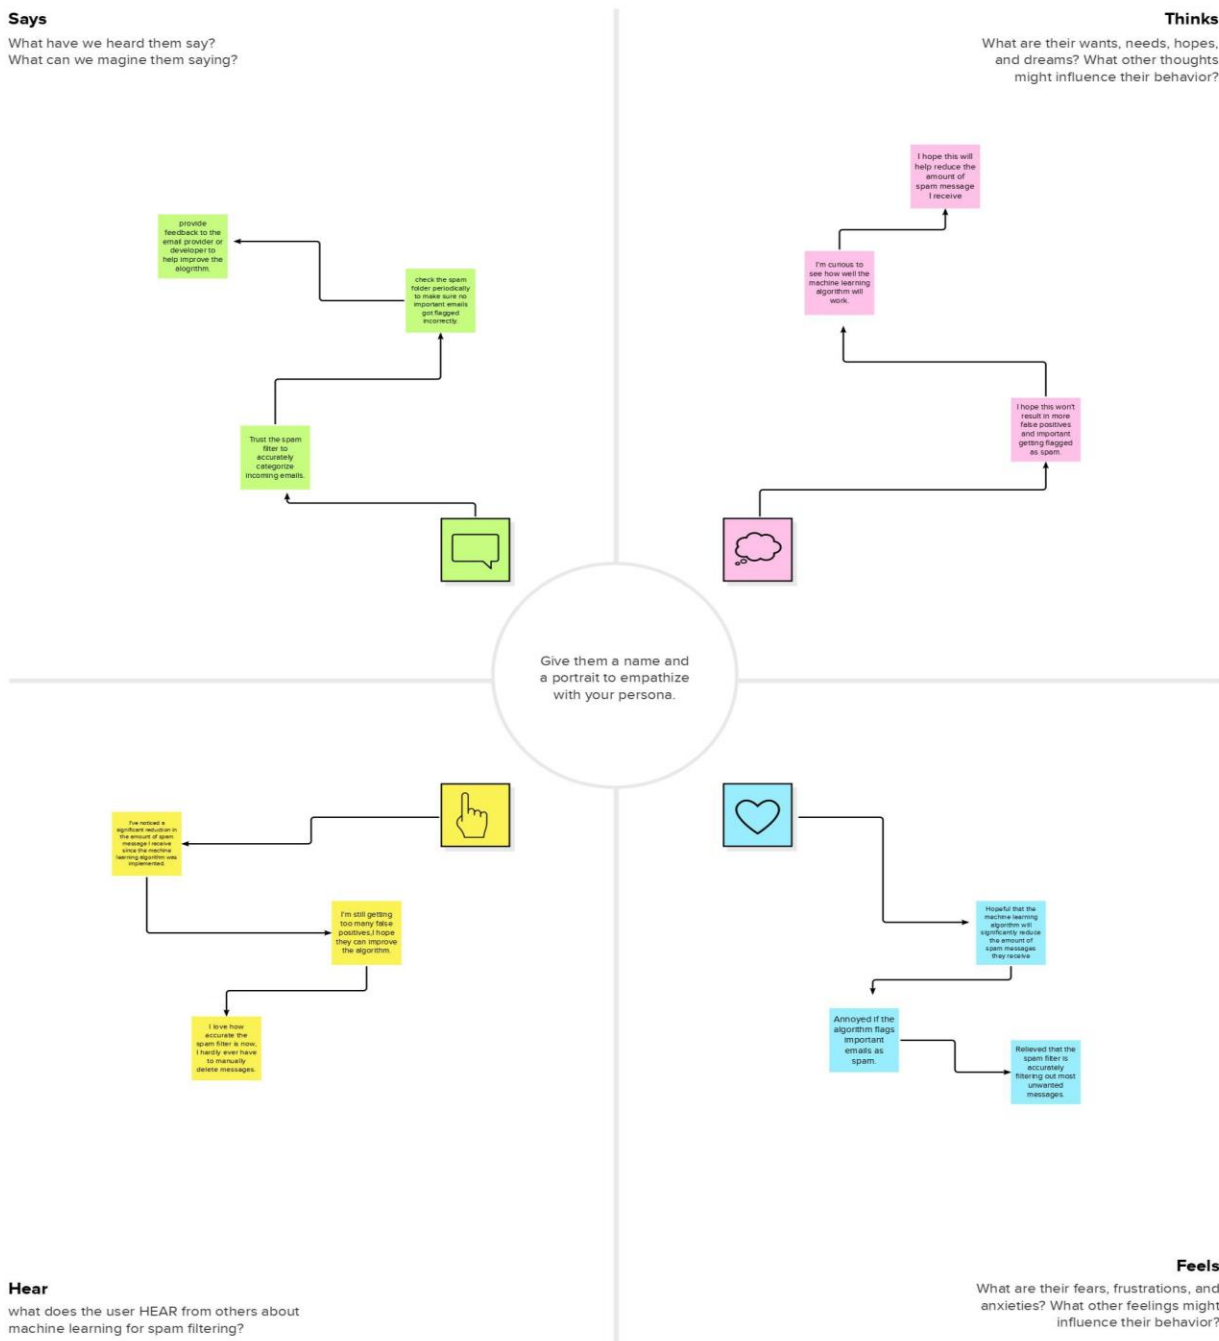 Says
What have we heard them say?
What can we magine them saying?
Thinks
What are their wants, needs, hopes,
and dreams? What other thoughts
might influence their behavior?
provide
feedback to the
email provider or
developer to
help improve the
alogrithm.
check the spam
folder periodically
to make sure no
important emails
got flagged
incorrectly.
Trust the spam
filter to
accurately
categorize
incoming emails.
I hope this will
help reduce the
amount of
spam message
I receive
I'm curious to
see how well the
machine learning
algorithm will
work.
I hope this won't
result in more
false positives
and important
getting flagged
as spam.
Give them a name and
a portrait to empathize
with your persona.
I've noticed a
significant reduction in
the amount of spam
message I receive
since the machine
learning algorithm was
implemented.
I'm still getting
too many false
positives,I hope
they can improve
the algorithm.
I love how
accurate the
spam filter is now,
I hardly ever have
to manually
delete messages.
Hopeful that the
machine learning
algorithm will
significantly reduce
the amount of
spam messages
they receive
Annoyed if the
algorithm flags
important
emails as
spam.
Relieved that the
spam filter is
accurately
filtering out most
unwanted
messages.
Hear
what does the user HEAR from others about
machine learning for spam filtering?
Feels
What are their fears, frustrations, and
anxieties? What other feelings might
influence their behavior?